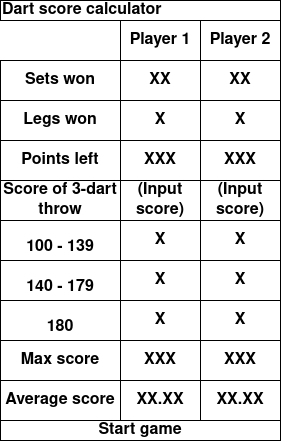 Dart score calculator
Player 1 Player 2
Sets won XX XX
Legs won X X
Points left XXX XXX
Score of 3-dart (Input (Input
throw score) score)
100 - 139 X X
140 - 179 X X
180 X X
Max score XXX XXX
Average score XX.XX XX.XX
Start game